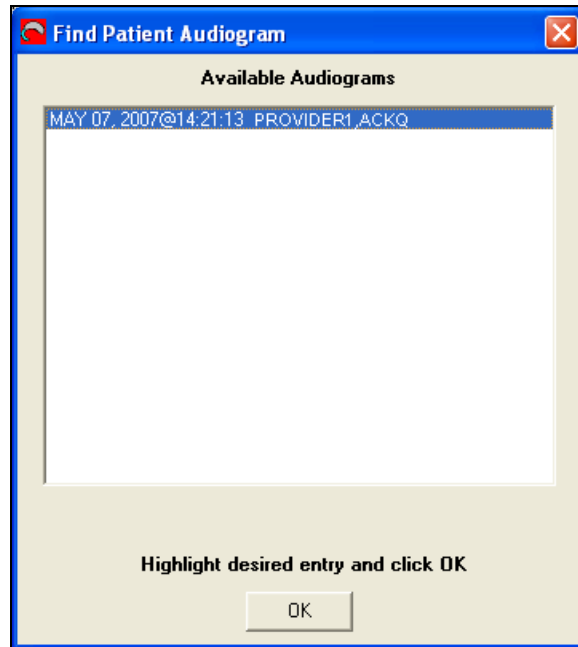 Find Patient Audiogram
Available Audiograms
MAY 07, 2007@14:21:13 PROVIDER1,ACKQ
Highlight desired entry and click OK
OK